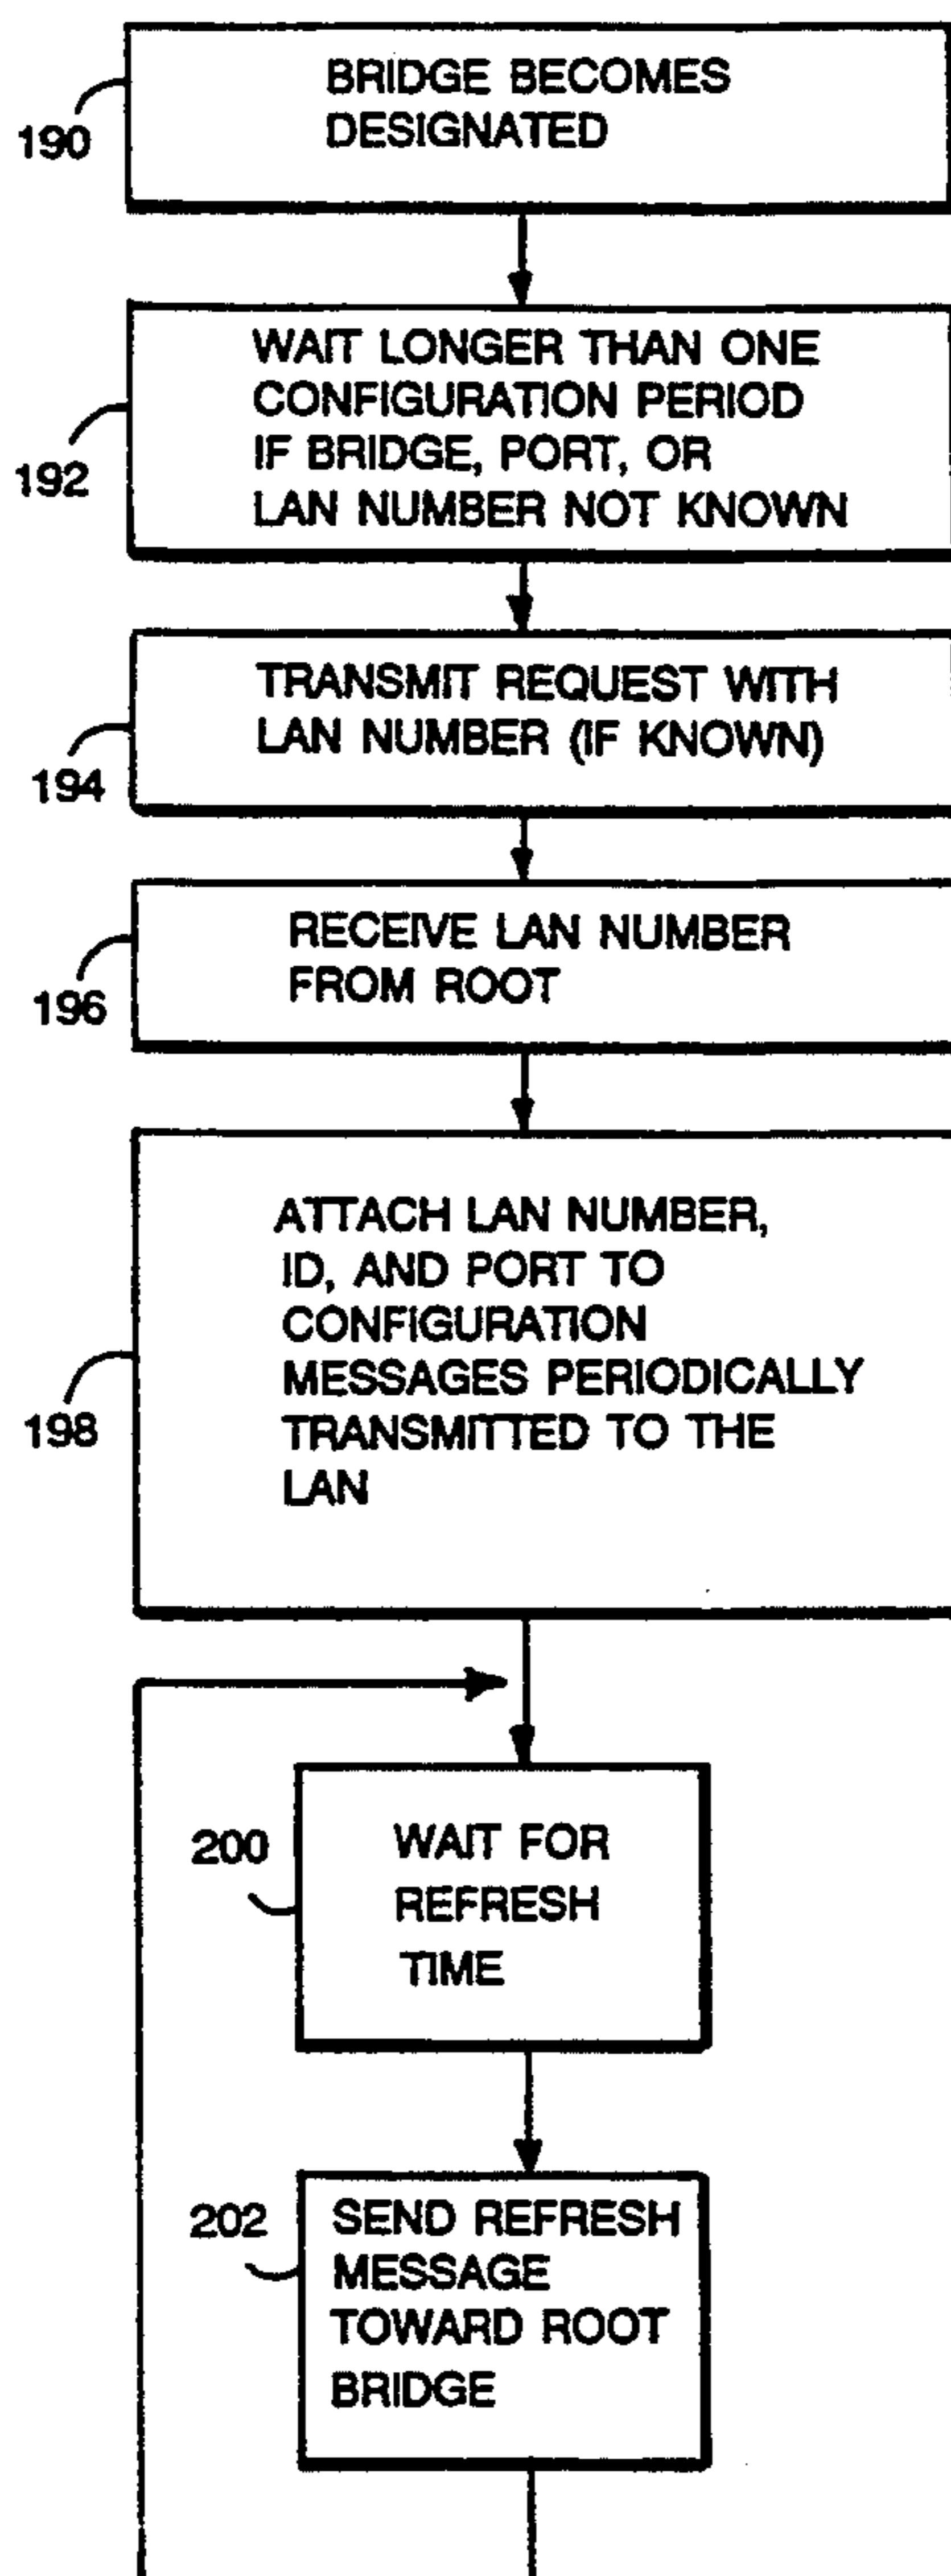 BRIDGE BECOMES
DESIGNATED
190
WAIT LONGER THAN ONE
CONFIGURATION PERIOD
IF BRIDGE, PORT, OR
LAN NUMBER NOT KNOWN
192
TRANSMIT REQUEST WITH
LAN NUMBER (IF KNOWN)
194
RECEIVE LAN NUMBER
FROM ROOT
196
ATTACH LAN NUMBER,
ID, AND PORT TO
CONFIGURATION
MESSAGES PERIODICALLY
TRANSMITTED TO THE
LAN
198
200
WAIT FOR
REFRESH
TIME
202
SEND REFRESH
MESSAGE
TOWARD ROOT
BRIDGE